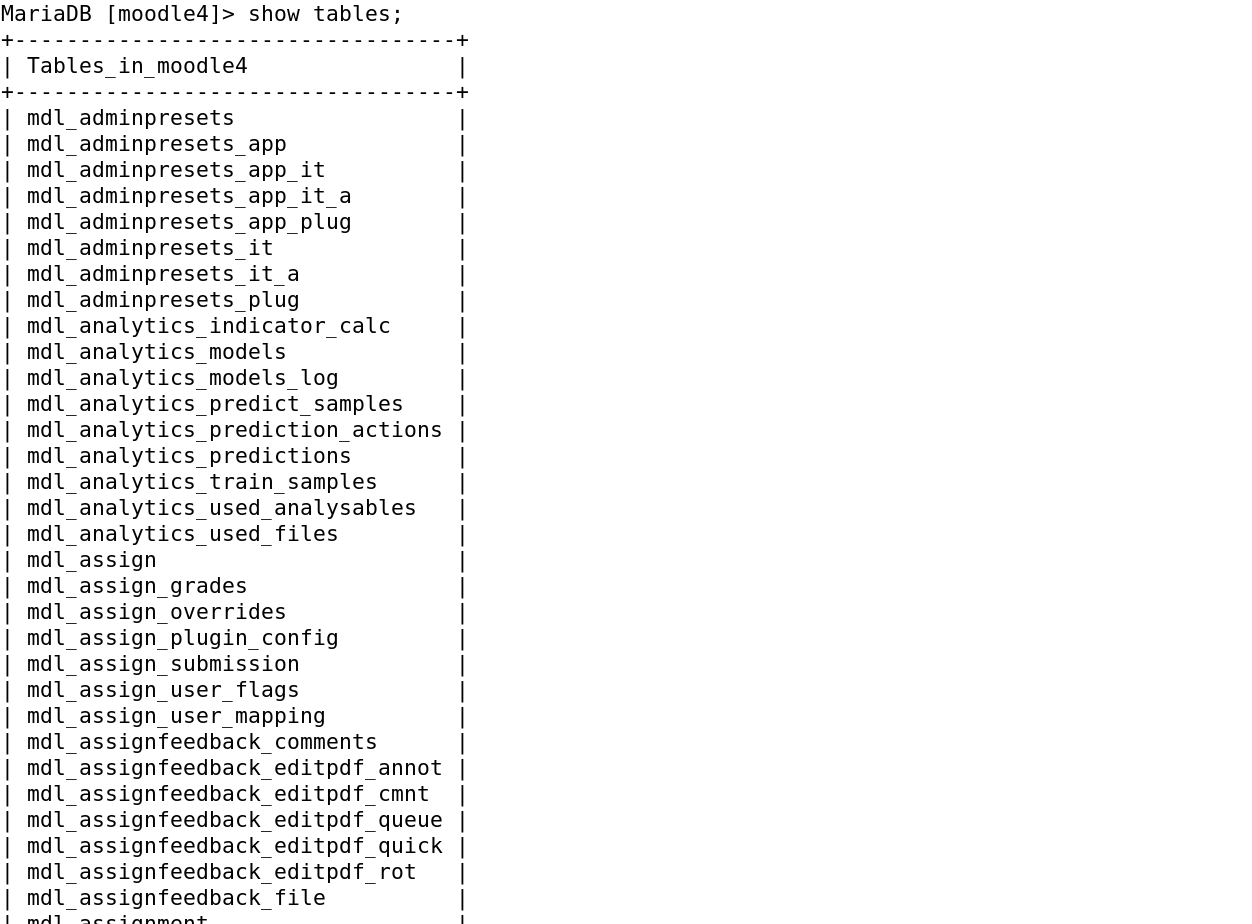 MariaDB [moodle4]> show tables;
+----------------------------------+
| Tables_in_moodle4                |
+----------------------------------+
| mdl_adminpresets                 |
| mdl_adminpresets_app             |
| mdl_adminpresets_app_it          |
| mdl_adminpresets_app_it_a        |
| mdl_adminpresets_app_plug        |
| mdl_adminpresets_it              |
| mdl_adminpresets_it_a            |
| mdl_adminpresets_plug            |
| mdl_analytics_indicator_calc     |
| mdl_analytics_models             |
| mdl_analytics_models_log         |
| mdl_analytics_predict_samples    |
| mdl_analytics_prediction_actions |
| mdl_analytics_predictions        |
| mdl_analytics_train_samples      |
| mdl_analytics_used_analysables   |
| mdl_analytics_used_files         |
| mdl_assign                       |
| mdl_assign_grades                |
| mdl_assign_overrides             |
| mdl_assign_plugin_config         |
| mdl_assign_submission            |
| mdl_assign_user_flags            |
| mdl_assign_user_mapping          |
| mdl_assignfeedback_comments      |
| mdl_assignfeedback_editpdf_annot |
| mdl_assignfeedback_editpdf_cmnt  |
| mdl_assignfeedback_editpdf_queue |
| mdl_assignfeedback_editpdf_quick |
| mdl_assignfeedback_editpdf_rot   |
| mdl_assignfeedback_file          |
| mdl_assignment                   |